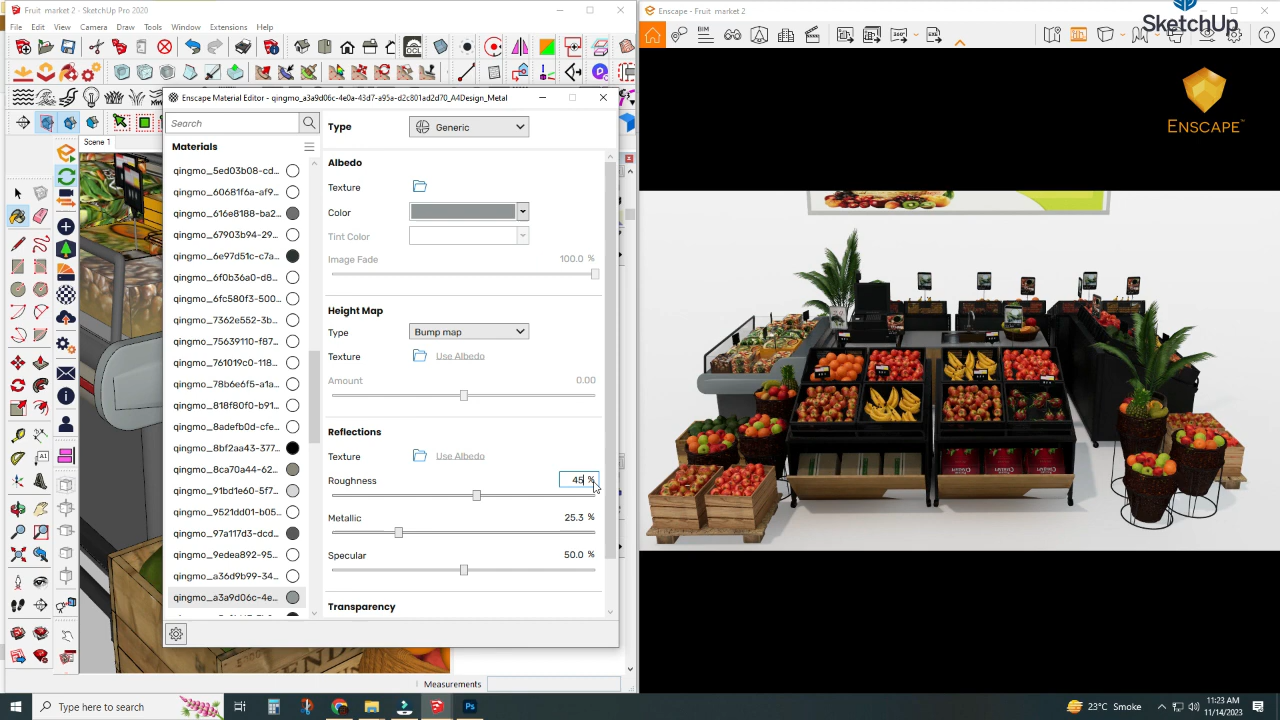 Fruit_market 2 - SketchUp Pro 2020
File Edit View Camera Draw Tools Window Extensions Help
OCL
Scene 1
Enscape Material Editor - qingmo_a3a9d06c-4e0a-43d7-a95a-d2c801ad2d70_A4Design_Metal
Search
Materials
qingmo_5ed03b08-cd...
qingmo_60681f6a-af9...
qingmo_616e8188-ba2...
qingmo_67903b94-29...
qingmo_6e97d51c-c7a...
qingmo_6f0b36a0-d8...
qingmo_6fc580f3-500...
qingmo_7362e552-3b...
qingmo_75639110-f87...
qingmo_761019c0-118...
qingmo_78b6e6f5-a1a...
qingmo_818f80f0-b91...
qingmo_8adefb0d-cfe...
qingmo_8bf2aa43-377...
qingmo_8ca70a44-62...
qingmo_91bd1e60-5f7...
qingmo_9521dd01-b05...
qingmo_97a117d3-dcd...
qingmo_9edea892-95...
qingmo_a36d9b99-34...
qingmo_a3a9d06c-4e...
Type Generic
Albedo
Texture
Color
Tint Color
Image Fade 100.0 %
Height Map
Type Bump map
Texture Use Albedo
Amount 0.00
Reflections
Texture Use Albedo
Roughness 45 %
Metallic 25.3 %
Specular 50.0 %
Transparency
Measurements
Enscape - Fruit_market 2
SketchUp
BIM
EXE
ENSCAPE™
Type here to search
23°C Smoke
11:23 AM
11/14/2023